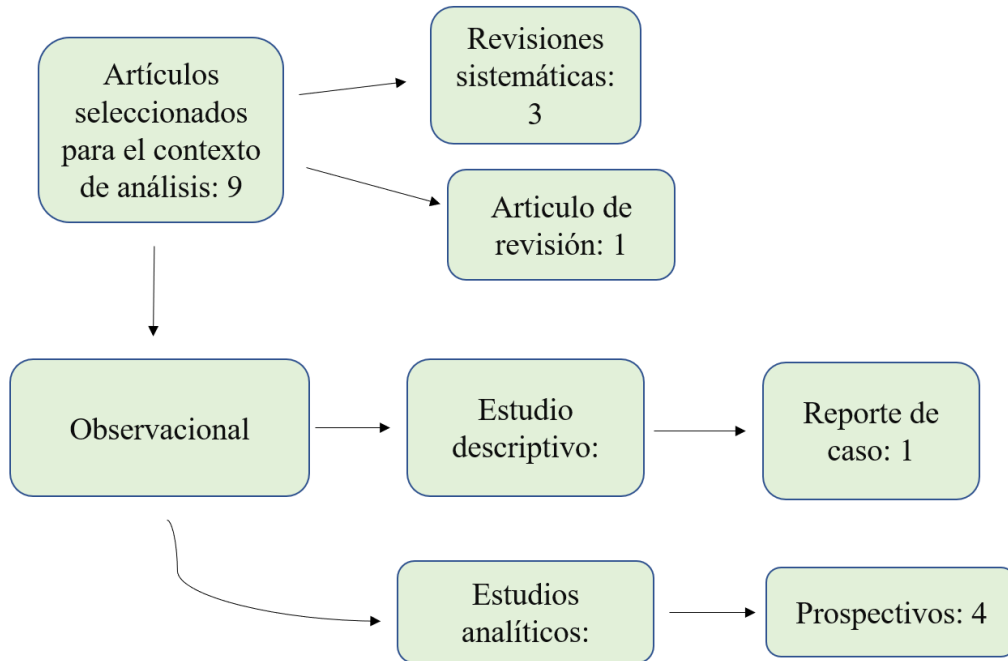 Artículos
seleccionados
para el contexto
de análisis: 9
Revisiones
sistemáticas:
3
Articulo de
revisión: 1
Observacional
Estudio
descriptivo:
Reporte de
caso: 1
Estudios
analíticos:
Prospectivos: 4